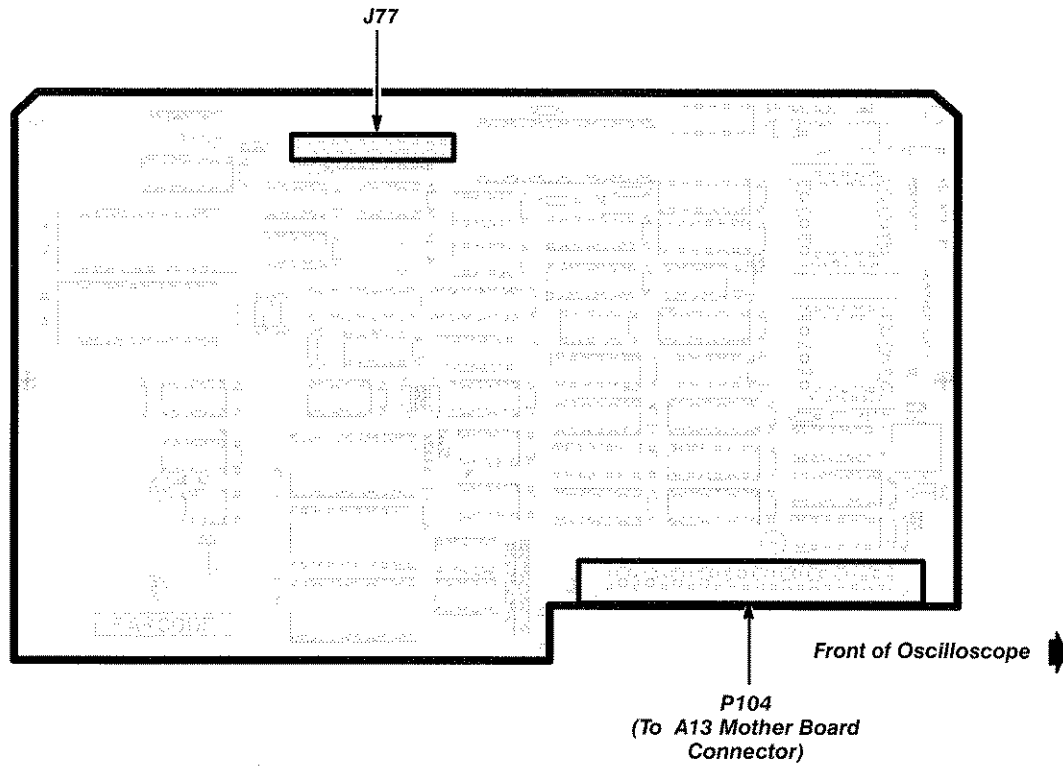 J77
Front of Oscilloscope
P104
(To A13 Mother Board
Connector)